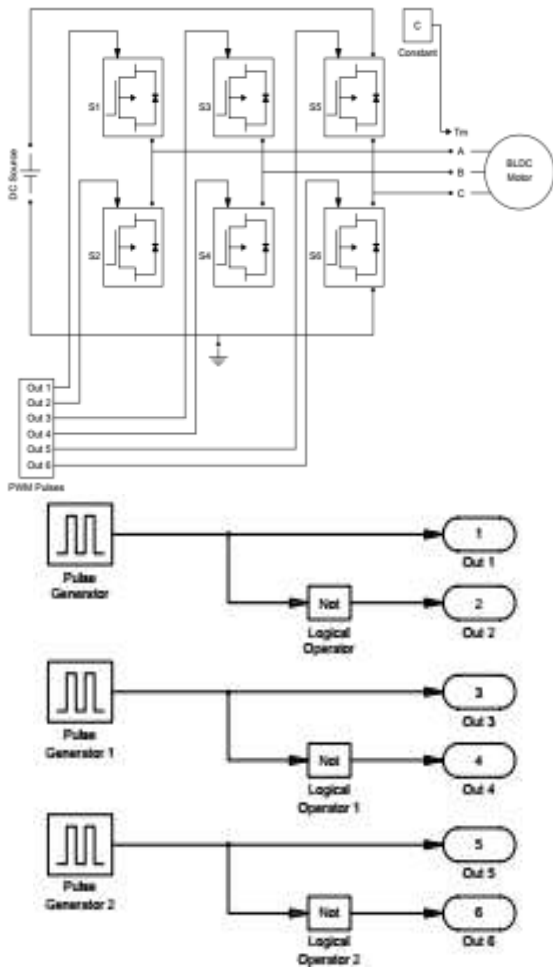 C
Constant
S1
S3
S5
Tm
A
B
C
BLDC
Motor
DC Source
S2
S4
S6
Out 1
Out 2
Out 3
Out 4
Out 5
Out 6
PWM Pulses
Pulse
Generator
1
Out 1
Not
Logical
Operator
2
Out 2
Pulse
Generator 1
3
Out 3
Not
Logical
Operator 1
4
Out 4
Pulse
Generator 2
5
Out 5
Not
Logical
Operator 2
6
Out 6